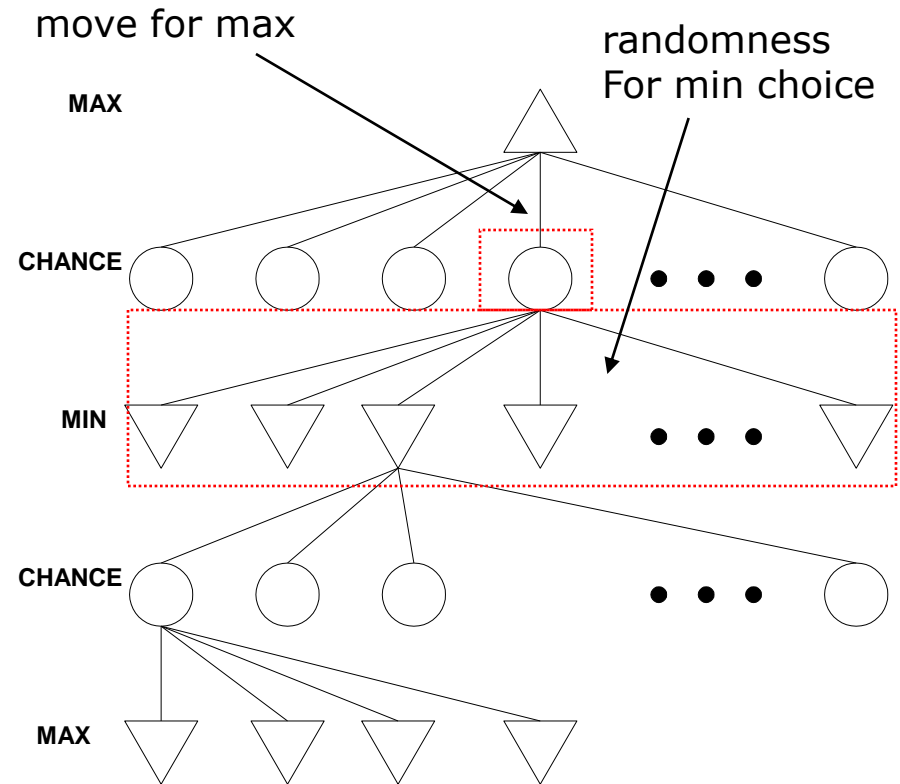 move for max
randomness
For min choice
MAX
CHANCE
MIN
CHANCE
MAX